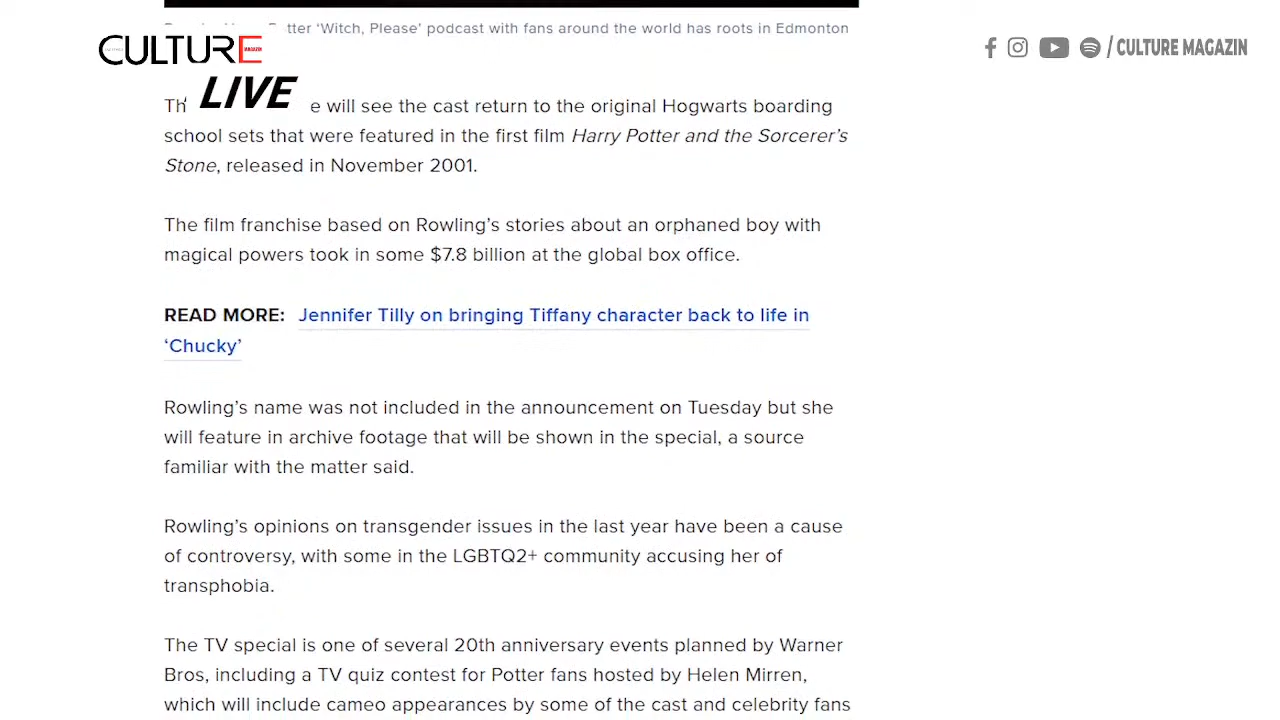 tter ‘Witch, Please’ podcast with fans around the world has roots in Edmonton
CULTURE
MAGAZIN
/ CULTURE MAGAZIN
LIVE
e will see the cast return to the original Hogwarts boarding
school sets that were featured in the first film Harry Potter and the Sorcerer’s
Stone, released in November 2001.
The film franchise based on Rowling’s stories about an orphaned boy with
magical powers took in some $7.8 billion at the global box office.
READ MORE: Jennifer Tilly on bringing Tiffany character back to life in
‘Chucky’
Rowling’s name was not included in the announcement on Tuesday but she
will feature in archive footage that will be shown in the special, a source
familiar with the matter said.
Rowling’s opinions on transgender issues in the last year have been a cause
of controversy, with some in the LGBTQ2+ community accusing her of
transphobia.
The TV special is one of several 20th anniversary events planned by Warner
Bros, including a TV quiz contest for Potter fans hosted by Helen Mirren,
which will include cameo appearances by some of the cast and celebrity fans